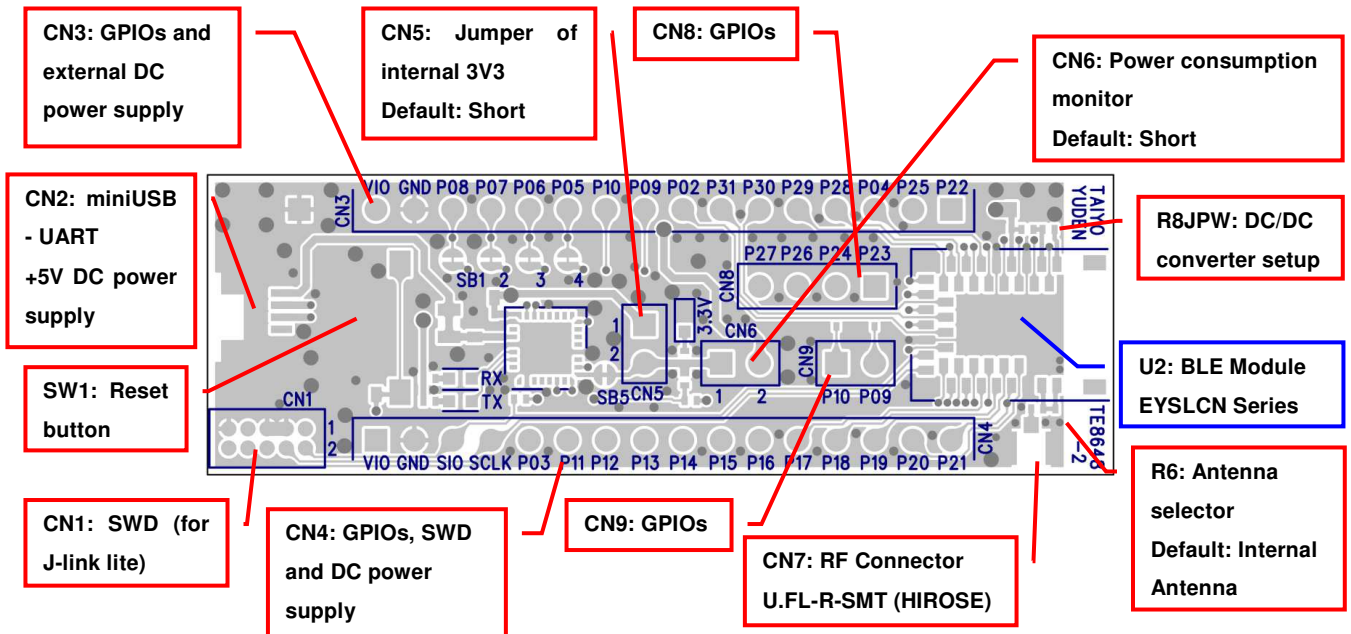 CN3: GPIOs and
external DC
power supply
CN5: Jumper of
internal 3V3
Default: Short
CN8: GPIOs
CN6: Power consumption
monitor
Default: Short
CN2: miniUSB
- UART
+5V DC power
supply
R8JPW: DC/DC
converter setup
SW1: Reset
button
U2: BLE Module
EYSLCN Series
CN1: SWD (for
J-link lite)
CN4: GPIOs, SWD
and DC power
supply
CN9: GPIOs
CN7: RF Connector
U.FL-R-SMT (HIROSE)
R6: Antenna
selector
Default: Internal
Antenna
VIO GND P08 P07 P06 P05 P10 P09 P02 P31 P30 P29 P28 P04 P25 P22
CN3
TAIYO
YUDEN
P27 P26 P24 P23
CN8
SB1 2 3 4
3.3V
1
2
CN5
CN6
1 2
CN9
P10 P09
RX
TX
SB5
CN1
1
2
VIO GND SIO SCLK P03 P11 P12 P13 P14 P15 P16 P17 P18 P19 P20 P21
CN4